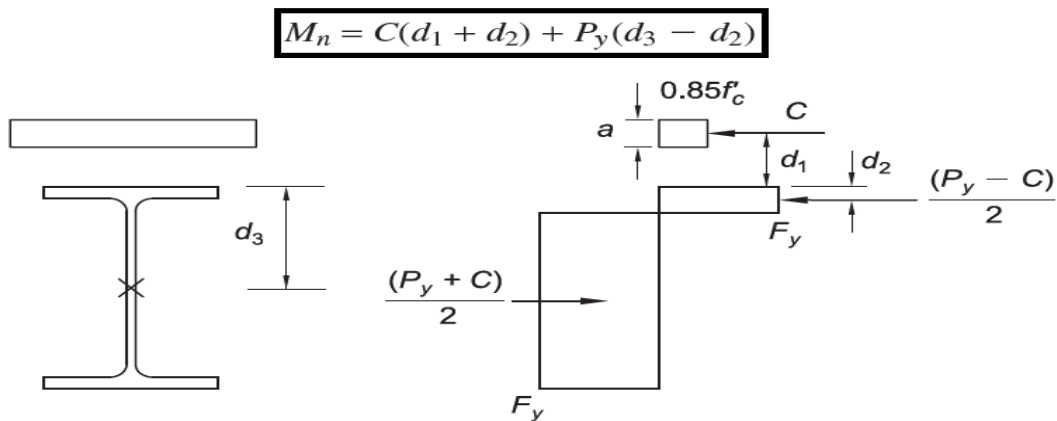 Mn = C(d1 + d2) + Py(d3 − d2)
0.85f′c
C
a
d1
d2
(Py − C)
2
d3
Fy
(Py + C)
2
Fy